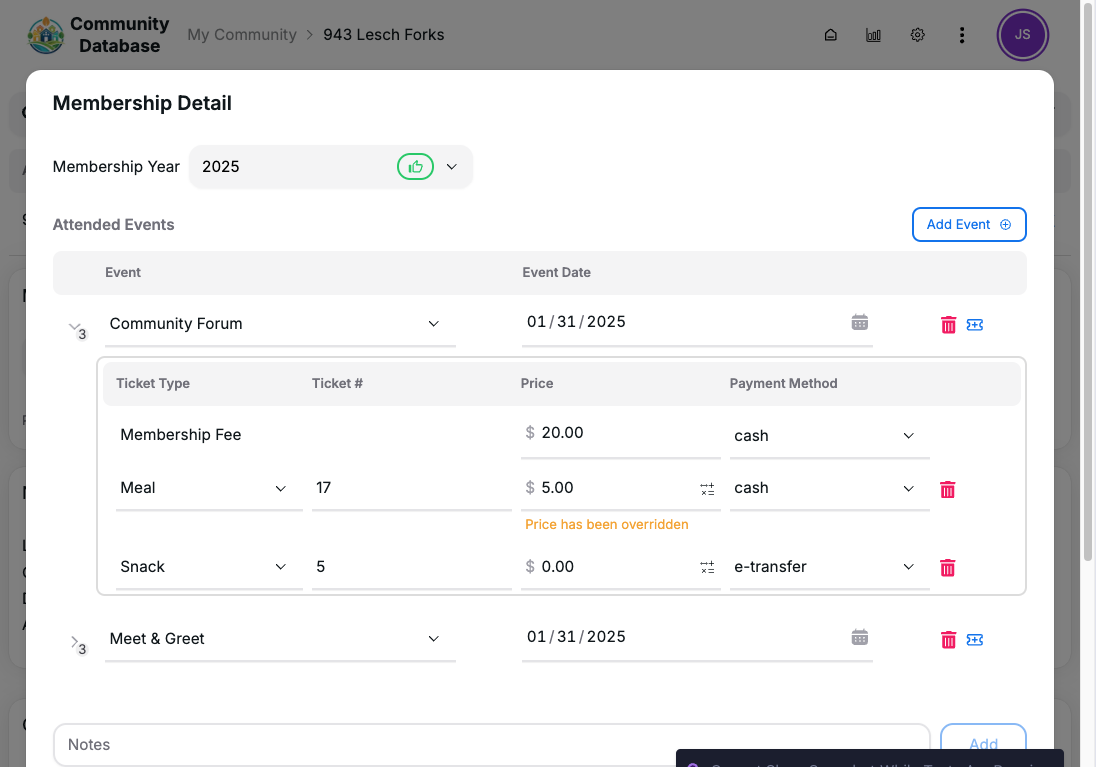 Community
Database
My Community > 943 Lesch Forks
JS
Membership Detail
Membership Year 2025
Attended Events
Add Event
Event Event Date
3 Community Forum 01/31/2025
Ticket Type Ticket # Price Payment Method
Membership Fee $ 20.00 cash
Meal 17 $ 5.00 cash
Price has been overridden
Snack 5 $ 0.00 e-transfer
3 Meet & Greet 01/31/2025
Notes
Add